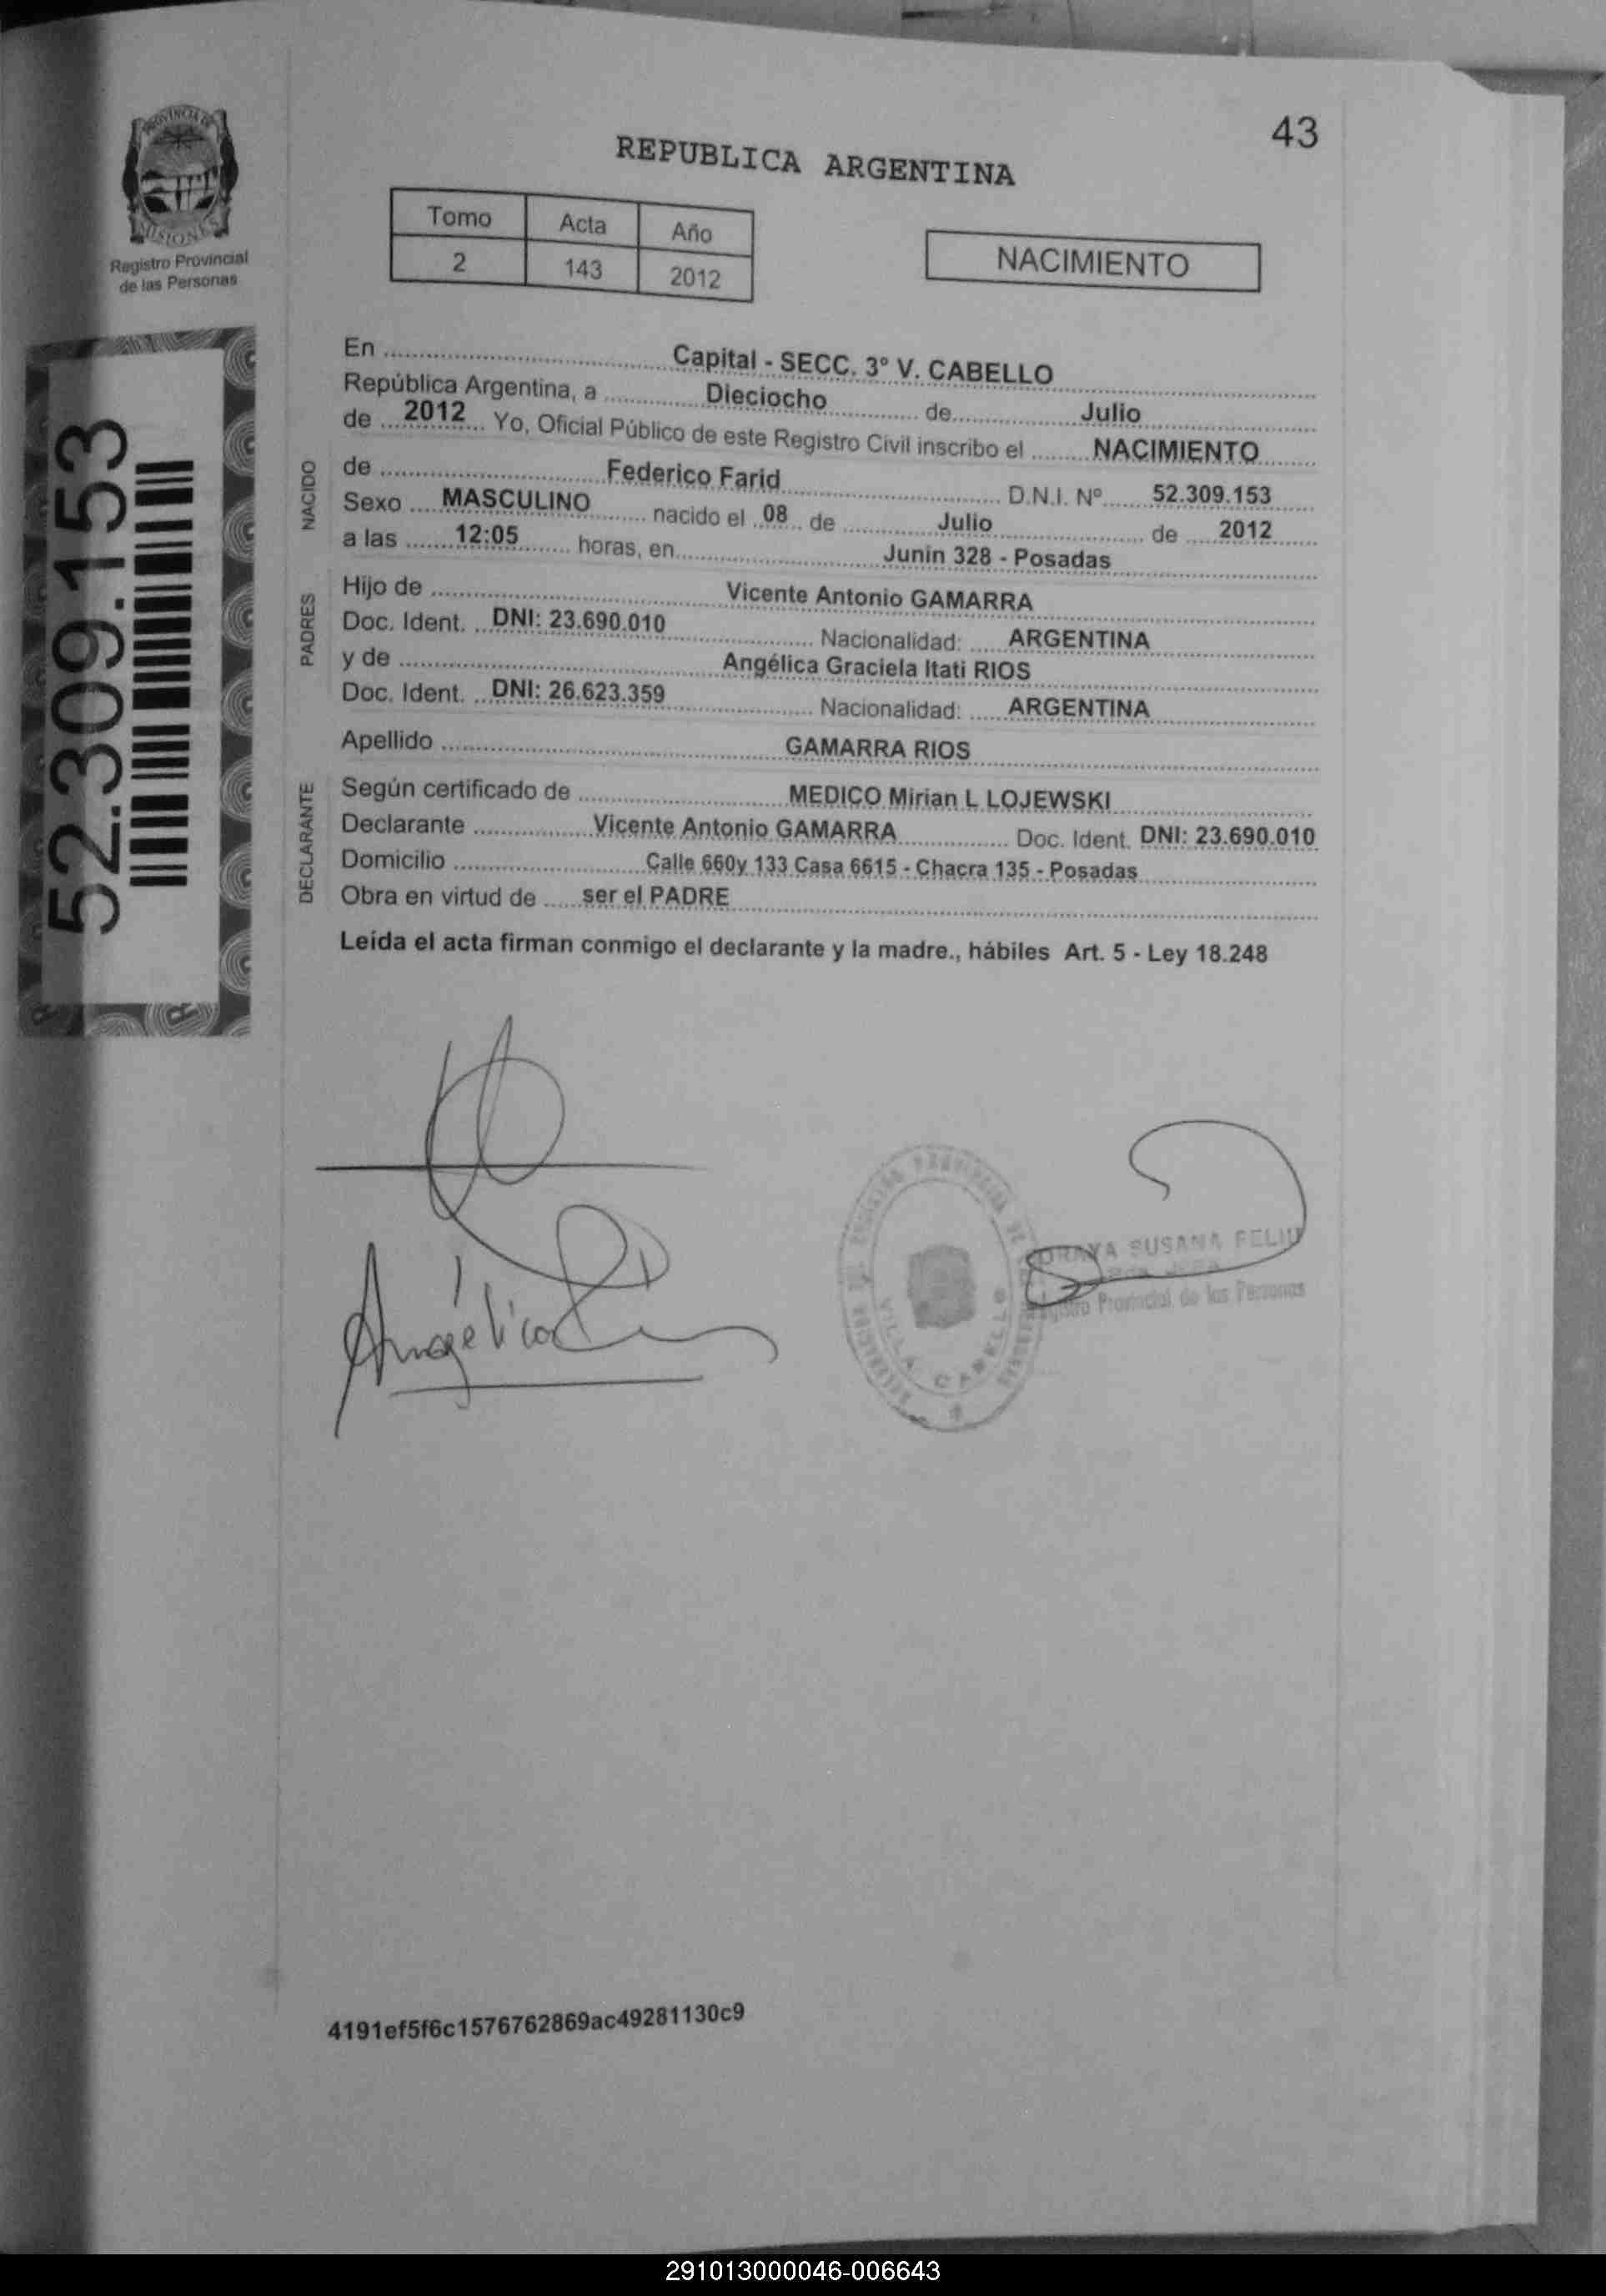 43
REPUBLICA ARGENTINA
PROVINCIA DE
MISIONES
Registro Provincial
de las Personas
Tomo Acta Año
2 143 2012
NACIMIENTO
52.309.153
En Capital - SECC. 3º V. CABELLO
República Argentina, a Dieciocho de Julio
de 2012 Yo, Oficial Público de este Registro Civil inscribo el NACIMIENTO
NACIDO
de Federico Farid D.N.I. Nº 52.309.153
Sexo MASCULINO nacido el 08 de Julio de 2012
a las 12:05 horas, en Junin 328 - Posadas
PADRES
Hijo de Vicente Antonio GAMARRA
Doc. Ident. DNI: 23.690.010 Nacionalidad: ARGENTINA
y de Angélica Graciela Itati RIOS
Doc. Ident. DNI: 26.623.359 Nacionalidad: ARGENTINA
Apellido GAMARRA RIOS
DECLARANTE
Según certificado de MEDICO Mirian L LOJEWSKI
Declarante Vicente Antonio GAMARRA Doc. Ident. DNI: 23.690.010
Domicilio Calle 660y 133 Casa 6615 - Chacra 135 - Posadas
Obra en virtud de ser el PADRE
Leída el acta firman conmigo el declarante y la madre., hábiles Art. 5 - Ley 18.248
Angélica
VILLA CABELLO
SUSANA FELIU
Provincial de las Personas
4191ef5f6c1576762869ac49281130c9
291013000046-006643